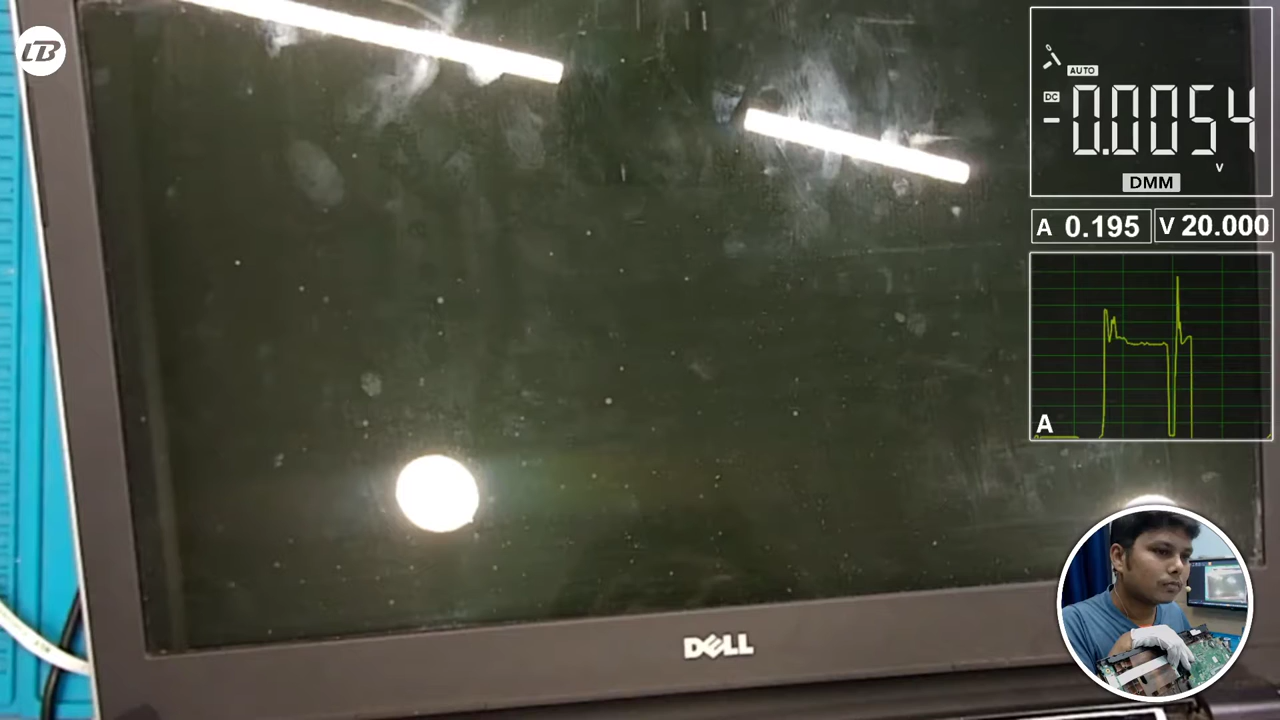 LB
AUTO
DC
-0.0054
V
DMM
A 0.195
V 20.000
A
DELL